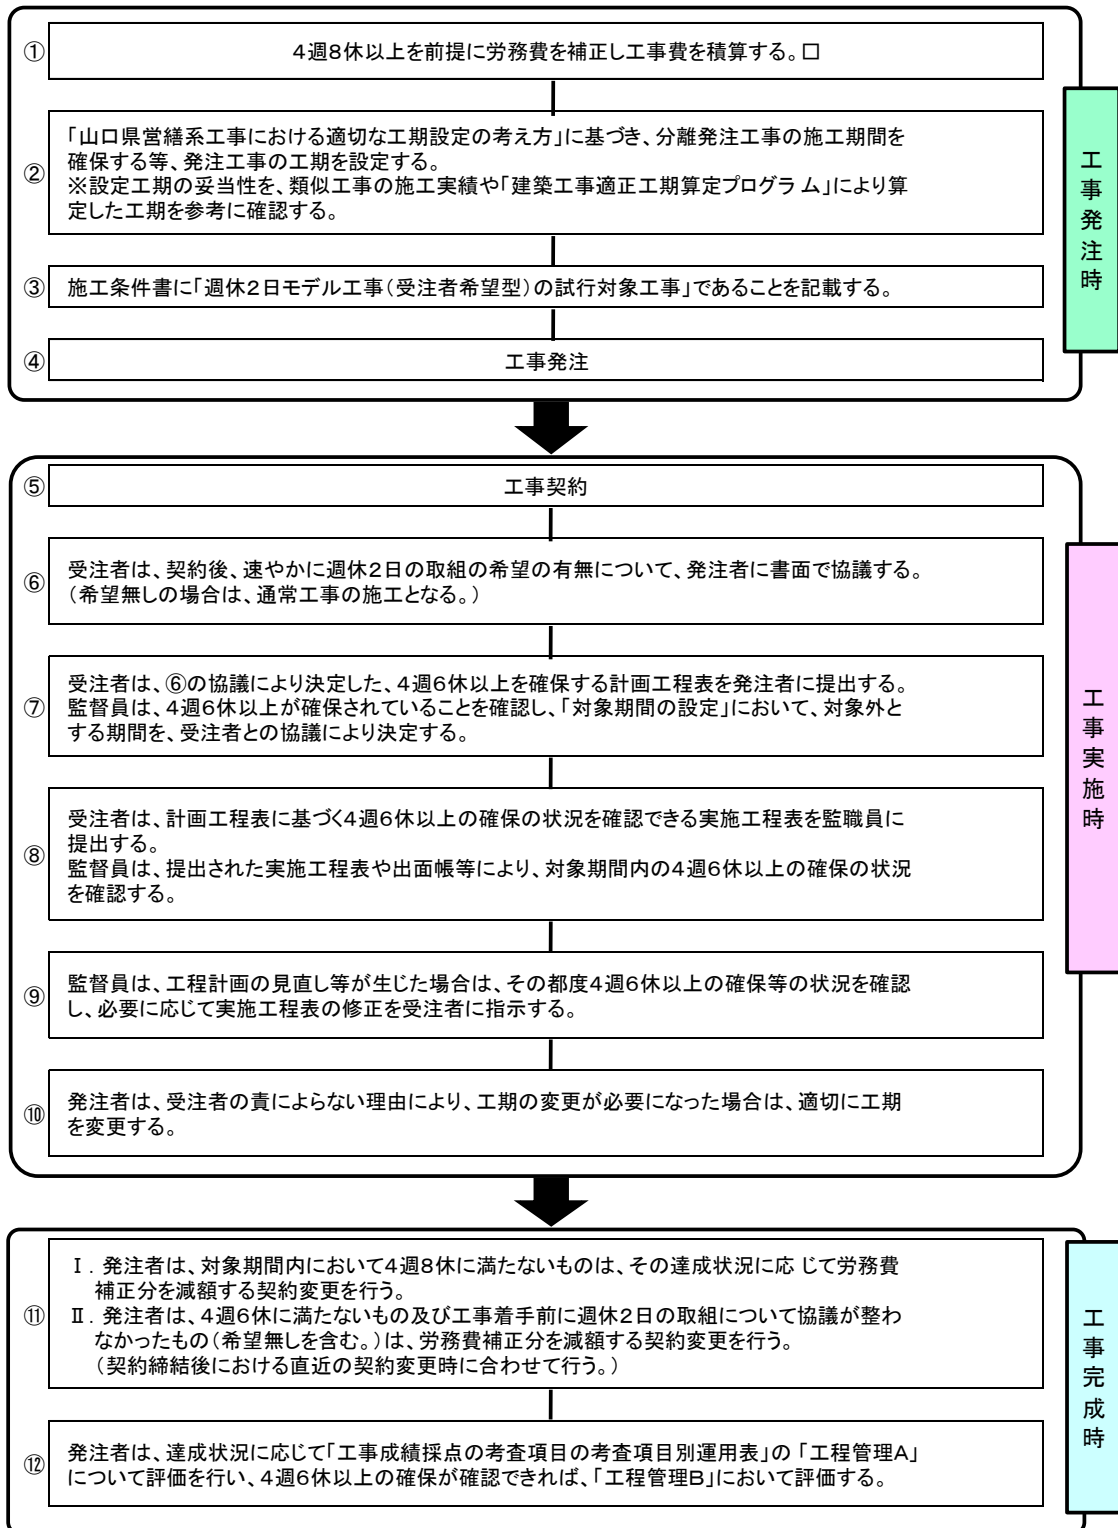 ① 4週8休以上を前提に労務費を補正し工事費を積算する。□
② 「山口県営繕系工事における適切な工期設定の考え方」に基づき、分離発注工事の施工期間を
確保する等、発注工事の工期を設定する。
※設定工期の妥当性を、類似工事の施工実績や「建築工事適正工期算定プログラム」により算
定した工期を参考に確認する。
③ 施工条件書に「週休2日モデル工事(受注者希望型)の試行対象工事」であることを記載する。
④ 工事発注
工事発注時
⑤ 工事契約
⑥ 受注者は、契約後、速やかに週休2日の取組の希望の有無について、発注者に書面で協議する。
(希望無しの場合は、通常工事の施工となる。)
⑦ 受注者は、⑥の協議により決定した、4週6休以上を確保する計画工程表を発注者に提出する。
監督員は、4週6休以上が確保されていることを確認し、「対象期間の設定」において、対象外と
する期間を、受注者との協議により決定する。
⑧ 受注者は、計画工程表に基づく4週6休以上の確保の状況を確認できる実施工程表を監職員に
提出する。
監督員は、提出された実施工程表や出面帳等により、対象期間内の4週6休以上の確保の状況
を確認する。
⑨ 監督員は、工程計画の見直し等が生じた場合は、その都度4週6休以上の確保等の状況を確認
し、必要に応じて実施工程表の修正を受注者に指示する。
⑩ 発注者は、受注者の責によらない理由により、工期の変更が必要になった場合は、適切に工期
を変更する。
工事実施時
⑪ Ⅰ.発注者は、対象期間内において4週8休に満たないものは、その達成状況に応じて労務費
補正分を減額する契約変更を行う。
Ⅱ.発注者は、4週6休に満たないもの及び工事着手前に週休2日の取組について協議が整わ
なかったもの(希望無しを含む。)は、労務費補正分を減額する契約変更を行う。
(契約締結後における直近の契約変更時に合わせて行う。)
⑫ 発注者は、達成状況に応じて「工事成績採点の考査項目の考査項目別運用表」の「工程管理A」
について評価を行い、4週6休以上の確保が確認できれば、「工程管理B」において評価する。
工事完成時